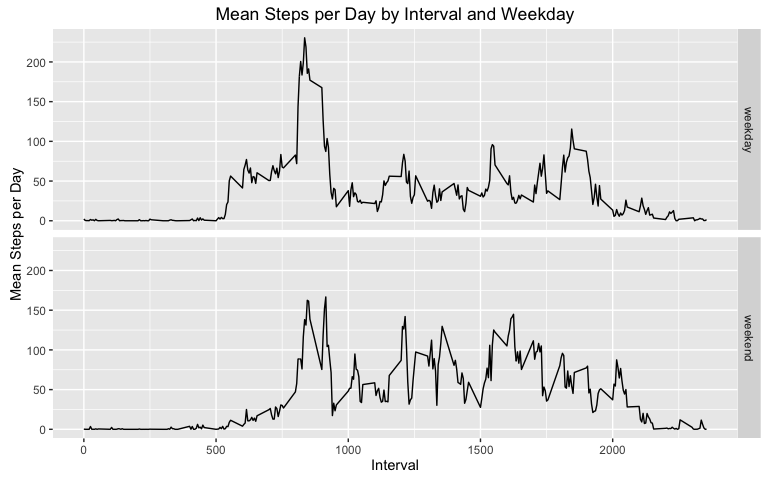 Mean Steps per Day by Interval and Weekday
Mean Steps per Day
200
150
100
50
0
weekday
200
150
100
50
0
weekend
0 500 1000 1500 2000
Interval